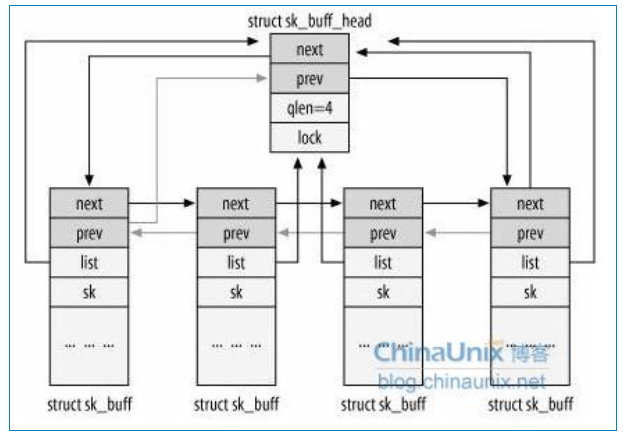 struct sk_buff_head
next
prev
qlen=4
lock
next
prev
list
sk
... ... ...
struct sk_buff
next
prev
list
sk
... ... ...
struct sk_buff
next
prev
list
sk
... ... ...
struct sk_buff
next
prev
list
sk
... ... ...
struct sk_buff
ChinaUnix 博客
blog.chinaunix.net